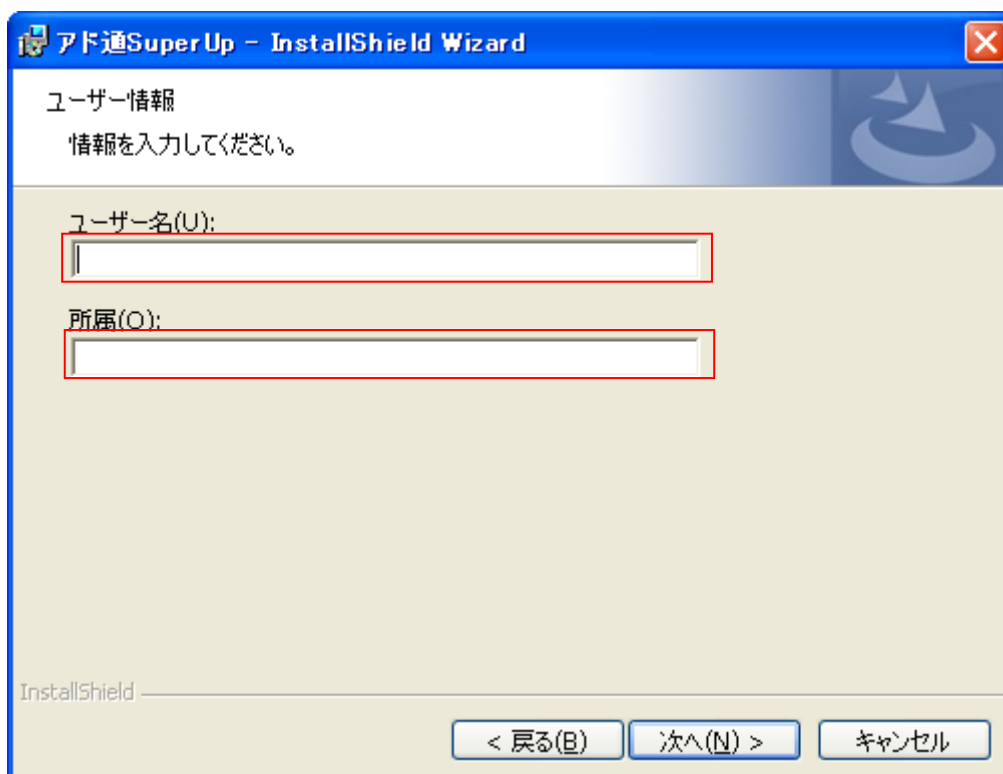 アド通SuperUp - InstallShield Wizard
ユーザー情報
情報を入力してください。
ユーザー名(U):
所属(O):
InstallShield
< 戻る(B)
次へ(N) >
キャンセル